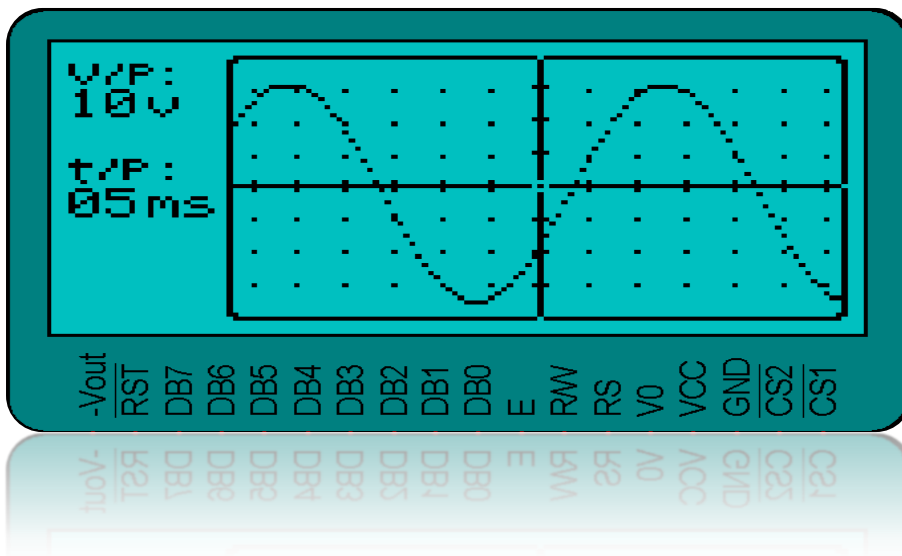 V/P:
10v
t/P:
05ms
-Vout
RST
DB7
DB6
DB5
DB4
DB3
DB2
DB1
DB0
E
R/W
RS
V0
VCC
GND
CS2
CS1